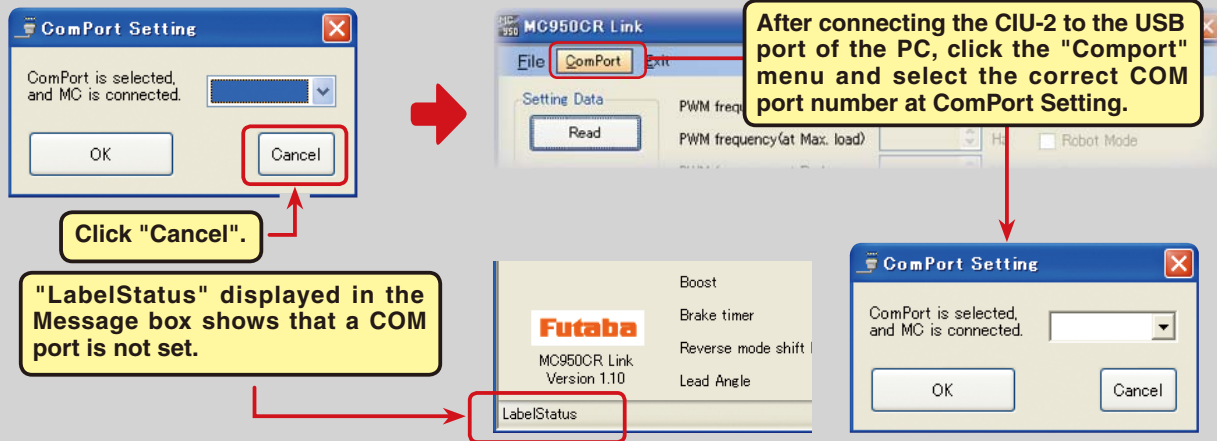 ComPort Setting
ComPort is selected,
and MC is connected.
OK
Cancel
Click "Cancel".
MC950CR Link
File ComPort Exit
Setting Data
Read
PWM frequency(at Max. load)
Hz
Robot Mode
After connecting the CIU-2 to the USB
port of the PC, click the "Comport"
menu and select the correct COM
port number at ComPort Setting.
"LabelStatus" displayed in the
Message box shows that a COM
port is not set.
Boost
Brake timer
Reverse mode shift
Lead Angle
Futaba
MC950CR Link
Version 1.10
LabelStatus
ComPort Setting
ComPort is selected,
and MC is connected.
OK
Cancel